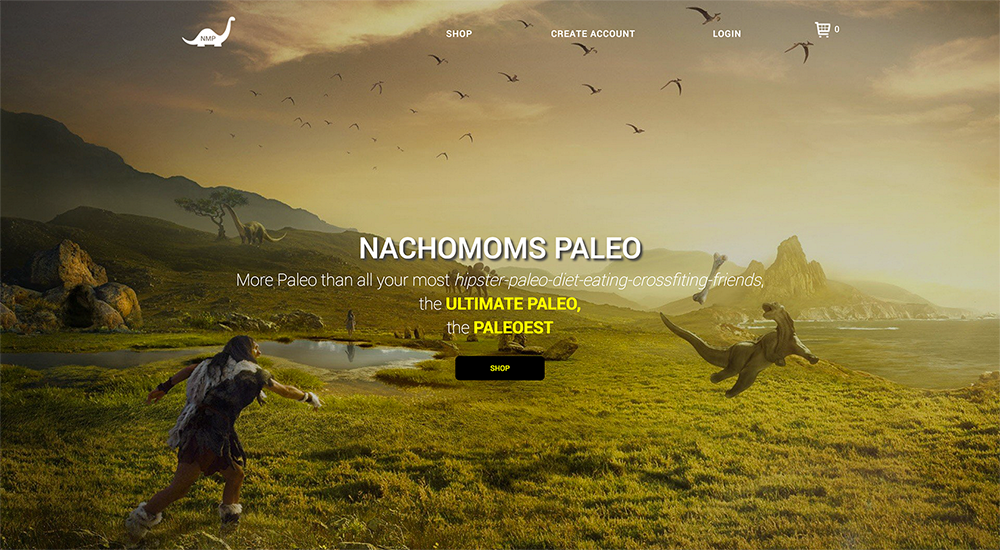 NMP
SHOP
CREATE ACCOUNT
LOGIN
0
NACHOMOMS PALEO
More Paleo than all your most hipster-paleo-diet-eating-crossfiting-friends,
the ULTIMATE PALEO,
the PALEOEST
SHOP